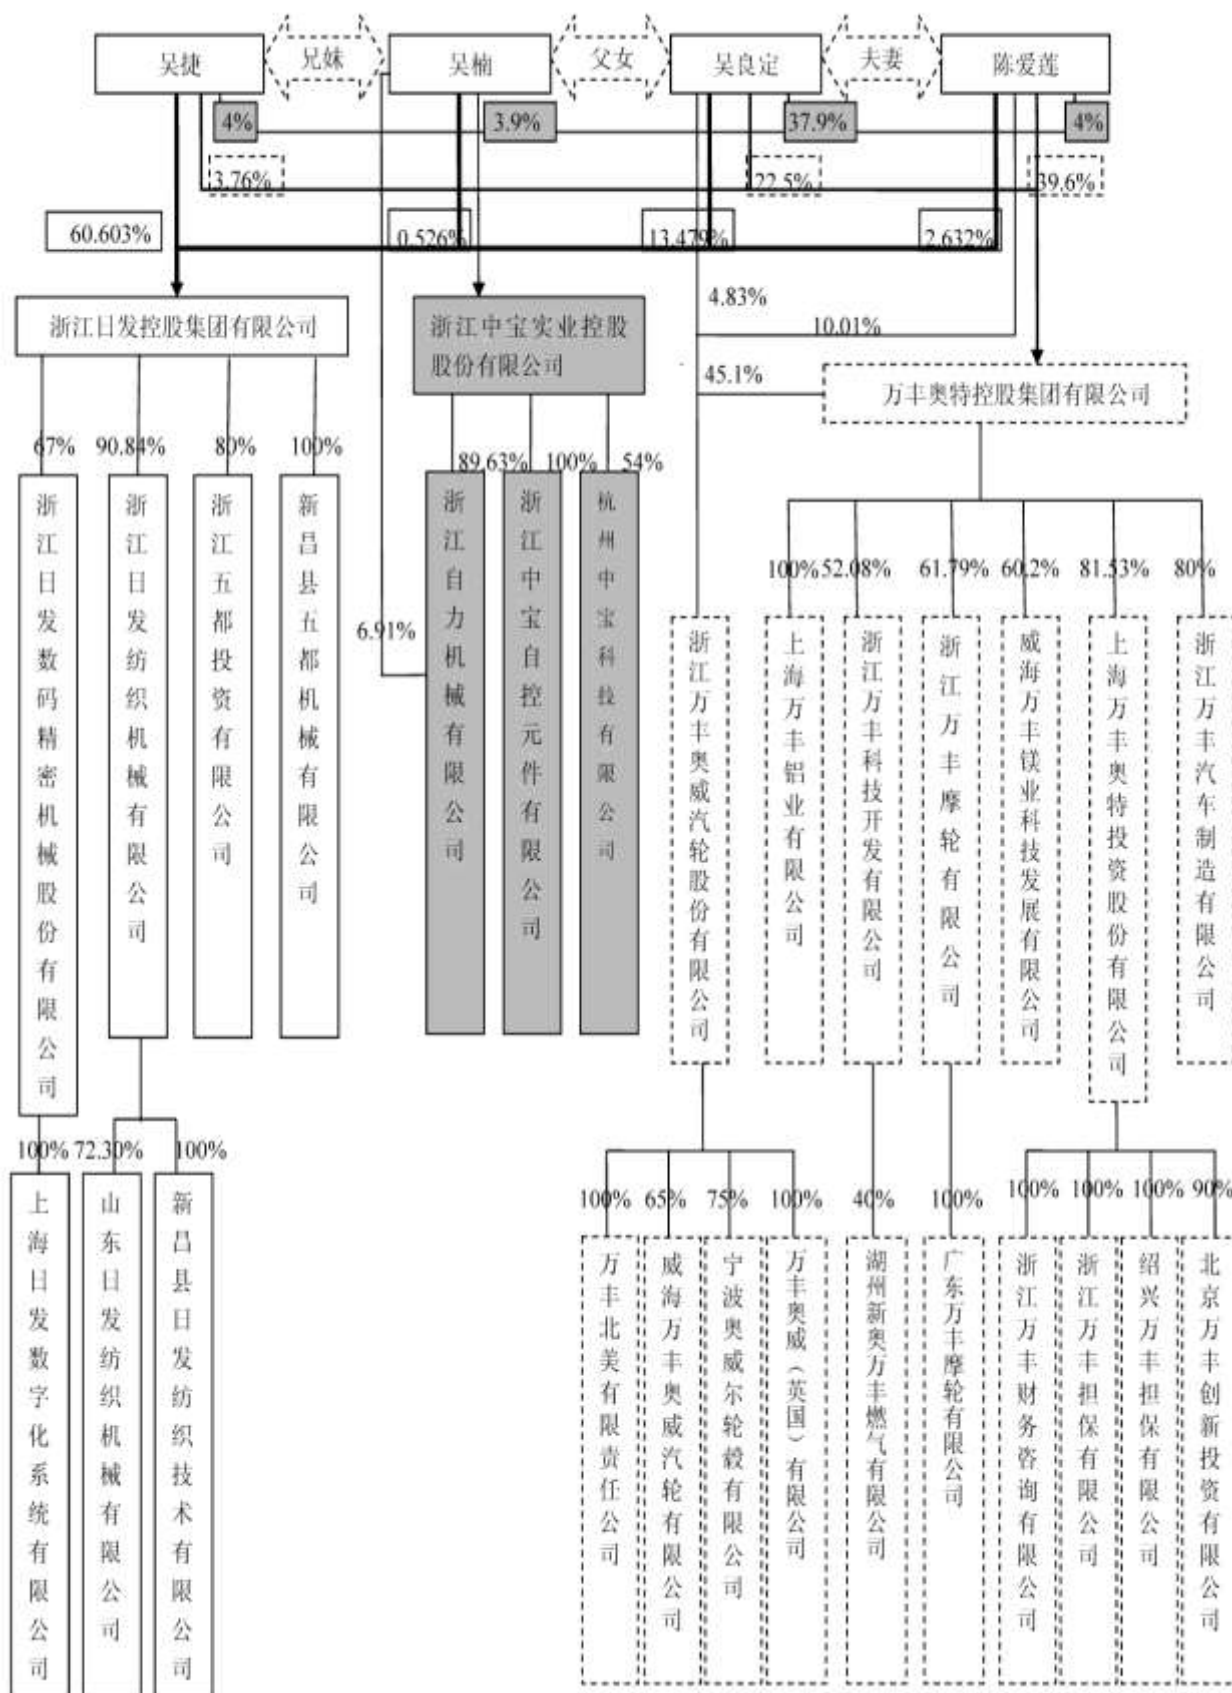 吴捷
兄妹
吴楠
父女
吴良定
夫妻
陈爱莲
4%
3.9%
37.9%
4%
3.76%
22.5%
39.6%
60.603%
0.526%
13.479%
2.632%
4.83%
10.01%
45.1%
浙江日发控股集团有限公司
浙江中宝实业控股
股份有限公司
万丰奥特控股集团有限公司
67%
90.84%
80%
100%
89.63%
100%
54%
6.91%
100%
52.08%
61.79%
60.2%
81.53%
80%
浙江日发数码精密机械股份有限公司
浙江日发纺织机械有限公司
浙江五都投资有限公司
新昌县五都机械有限公司
浙江自力机械有限公司
浙江中宝自控元件有限公司
杭州中宝科技有限公司
浙江万丰奥威汽轮股份有限公司
上海万丰铝业有限公司
浙江万丰科技开发有限公司
浙江万丰摩轮有限公司
威海万丰镁业科技发展有限公司
上海万丰奥特投资股份有限公司
浙江万丰汽车制造有限公司
100%
72.30%
100%
100%
65%
75%
100%
40%
100%
100%
100%
100%
90%
上海日发数字化系统有限公司
山东日发纺织机械有限公司
新昌县日发纺织技术有限公司
万丰北美有限责任公司
威海万丰奥威汽轮有限公司
宁波奥威尔轮毂有限公司
万丰奥威（英国）有限公司
湖州新奥万丰燃气有限公司
广东万丰摩轮有限公司
浙江万丰财务咨询有限公司
浙江万丰担保有限公司
绍兴万丰担保有限公司
北京万丰创新投资有限公司